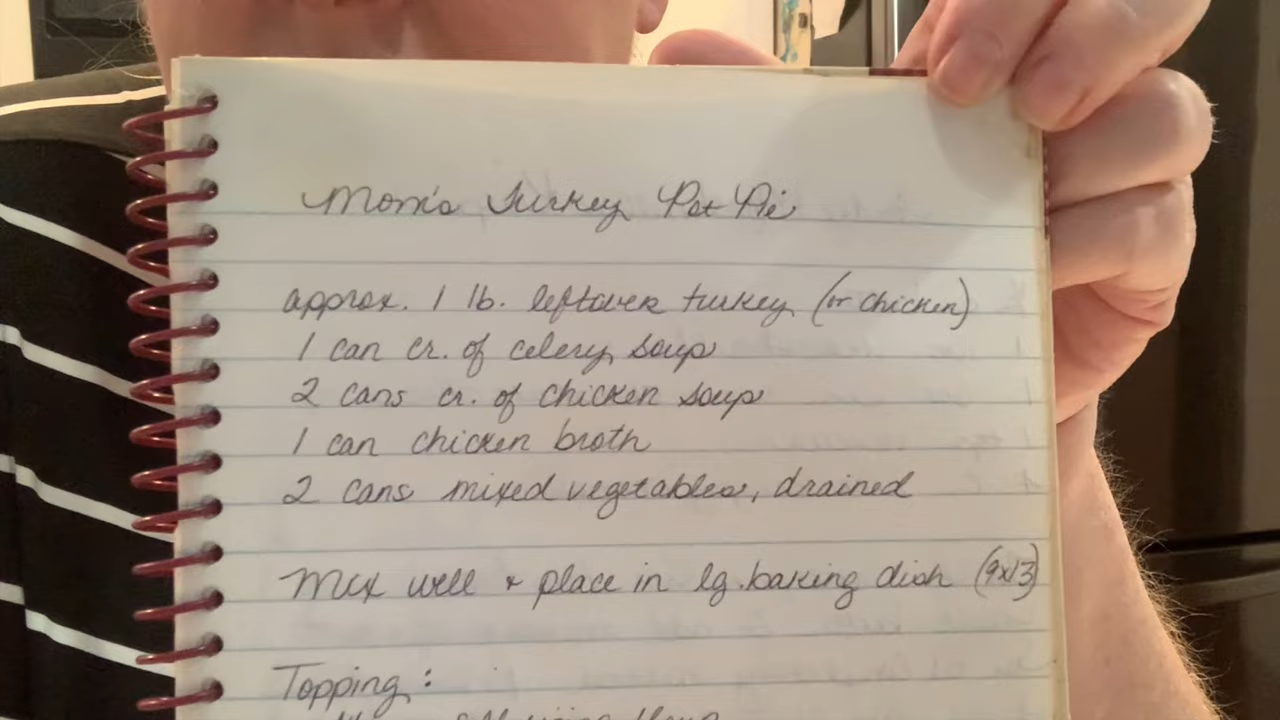 Mom's Turkey Pot Pie
approx. 1 lb. leftover turkey (or chicken)
1 can cr. of celery soup
2 cans cr. of chicken soup
1 can chicken broth
2 cans mixed vegetables, drained
Mix well + place in lg. baking dish (9x13)
Topping: